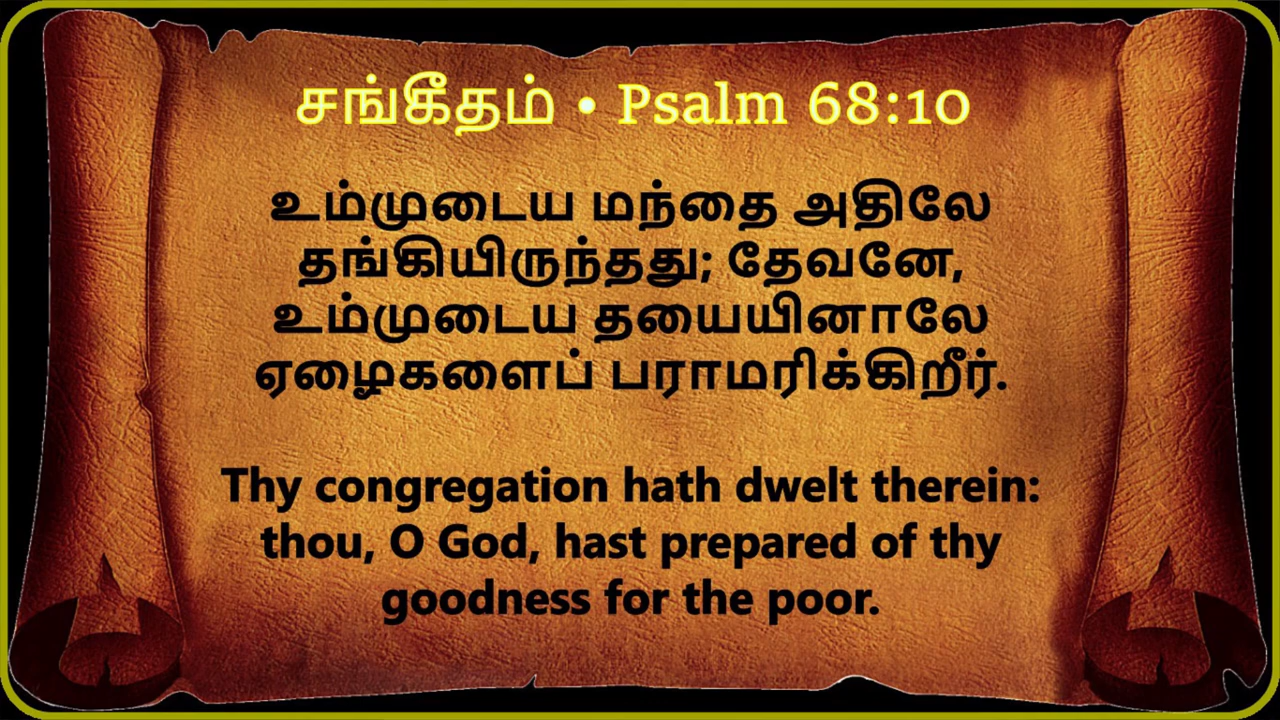 சங்கீதம் • Psalm 68:10
உம்முடைய மந்தை அதிலே
தங்கியிருந்தது; தேவனே,
உம்முடைய தயையினாலே
ஏழைகளைப் பராமரிக்கிறீர்.
Thy congregation hath dwelt therein:
thou, O God, hast prepared of thy
goodness for the poor.